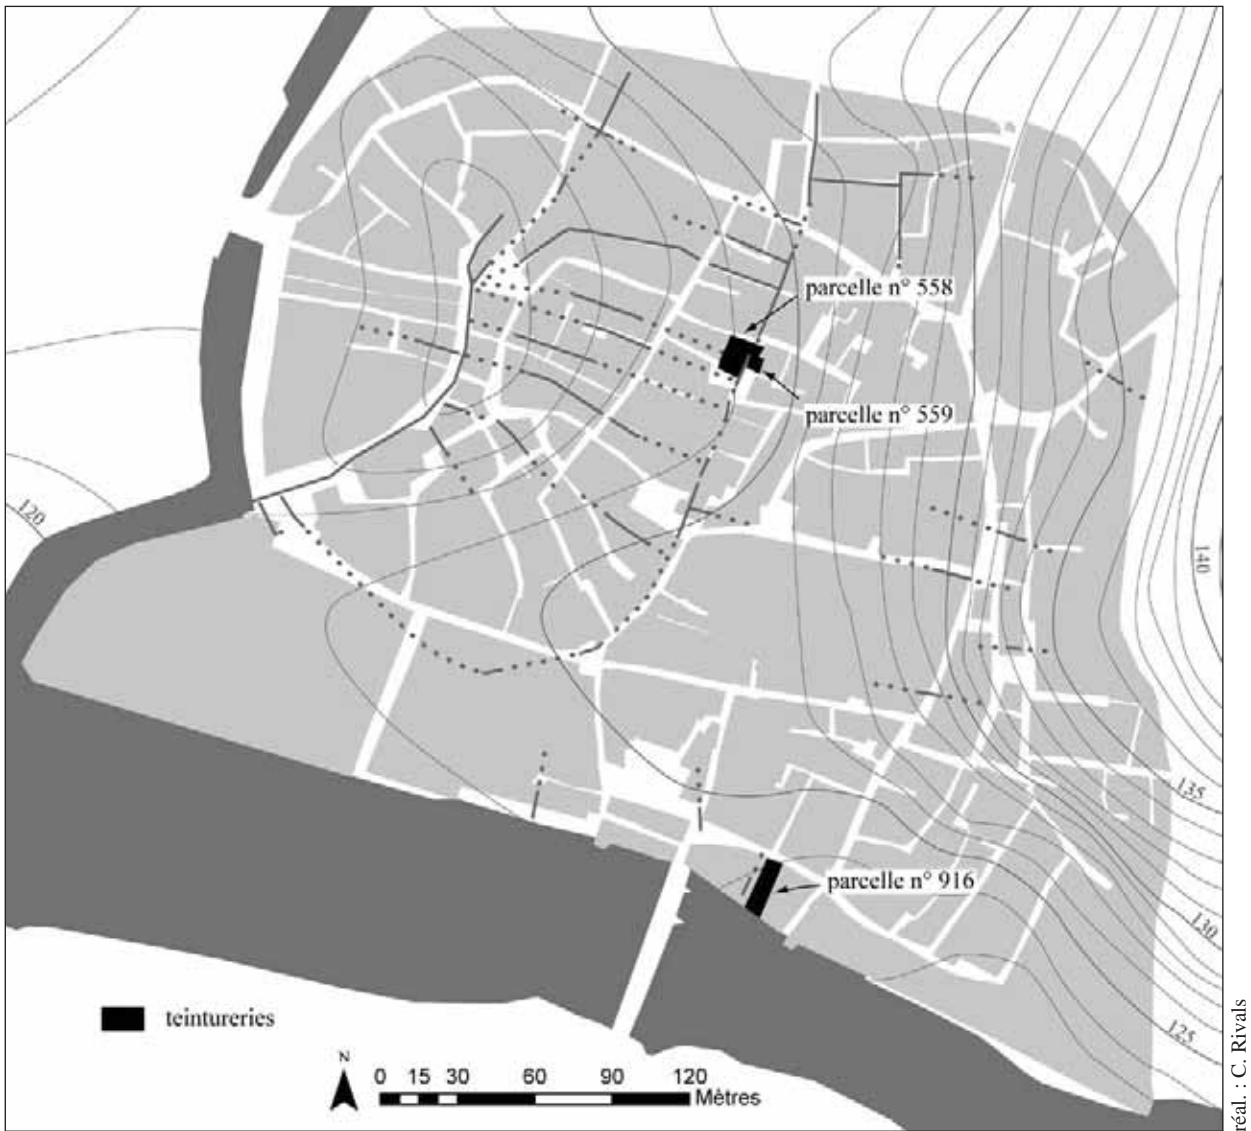 parcelle n° 558
parcelle n° 559
120
140
135
parcelle n° 916
130
125
teintureries
N
0 15 30 60 90 120
Mètres
réal. : C. Rivals